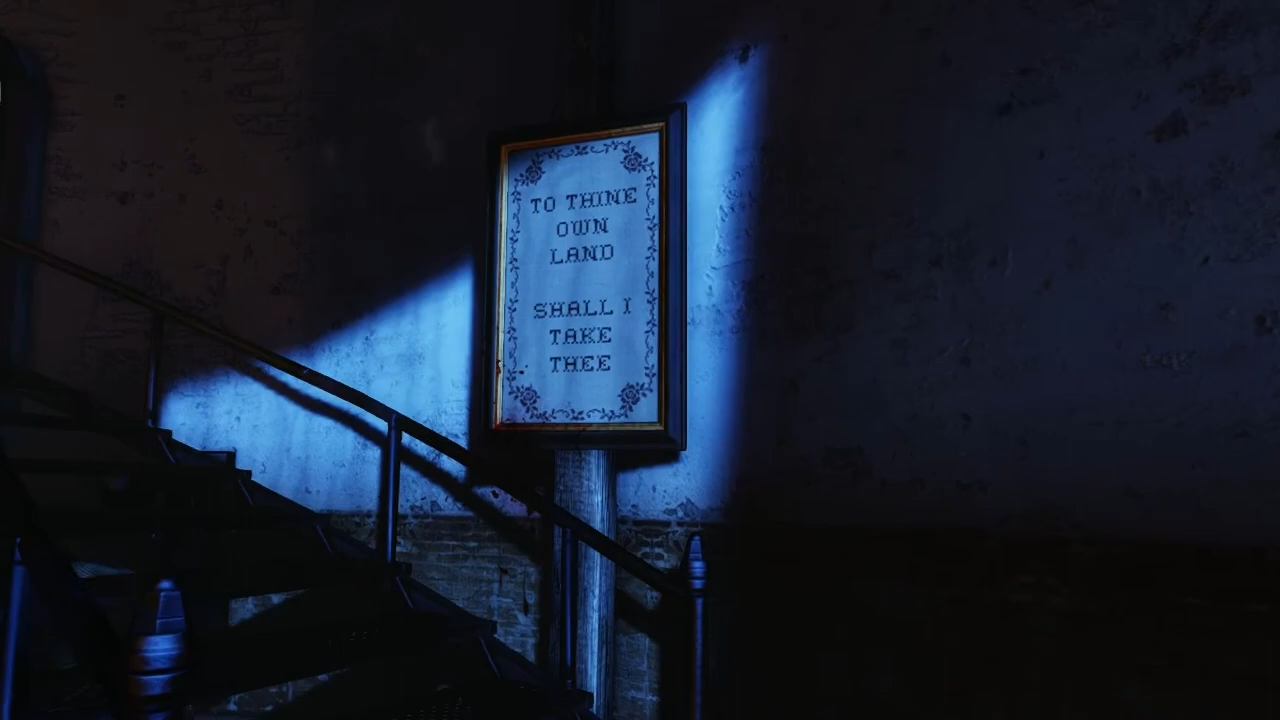 TO THINE
OWN
LAND
SHALL I
TAKE
THEE